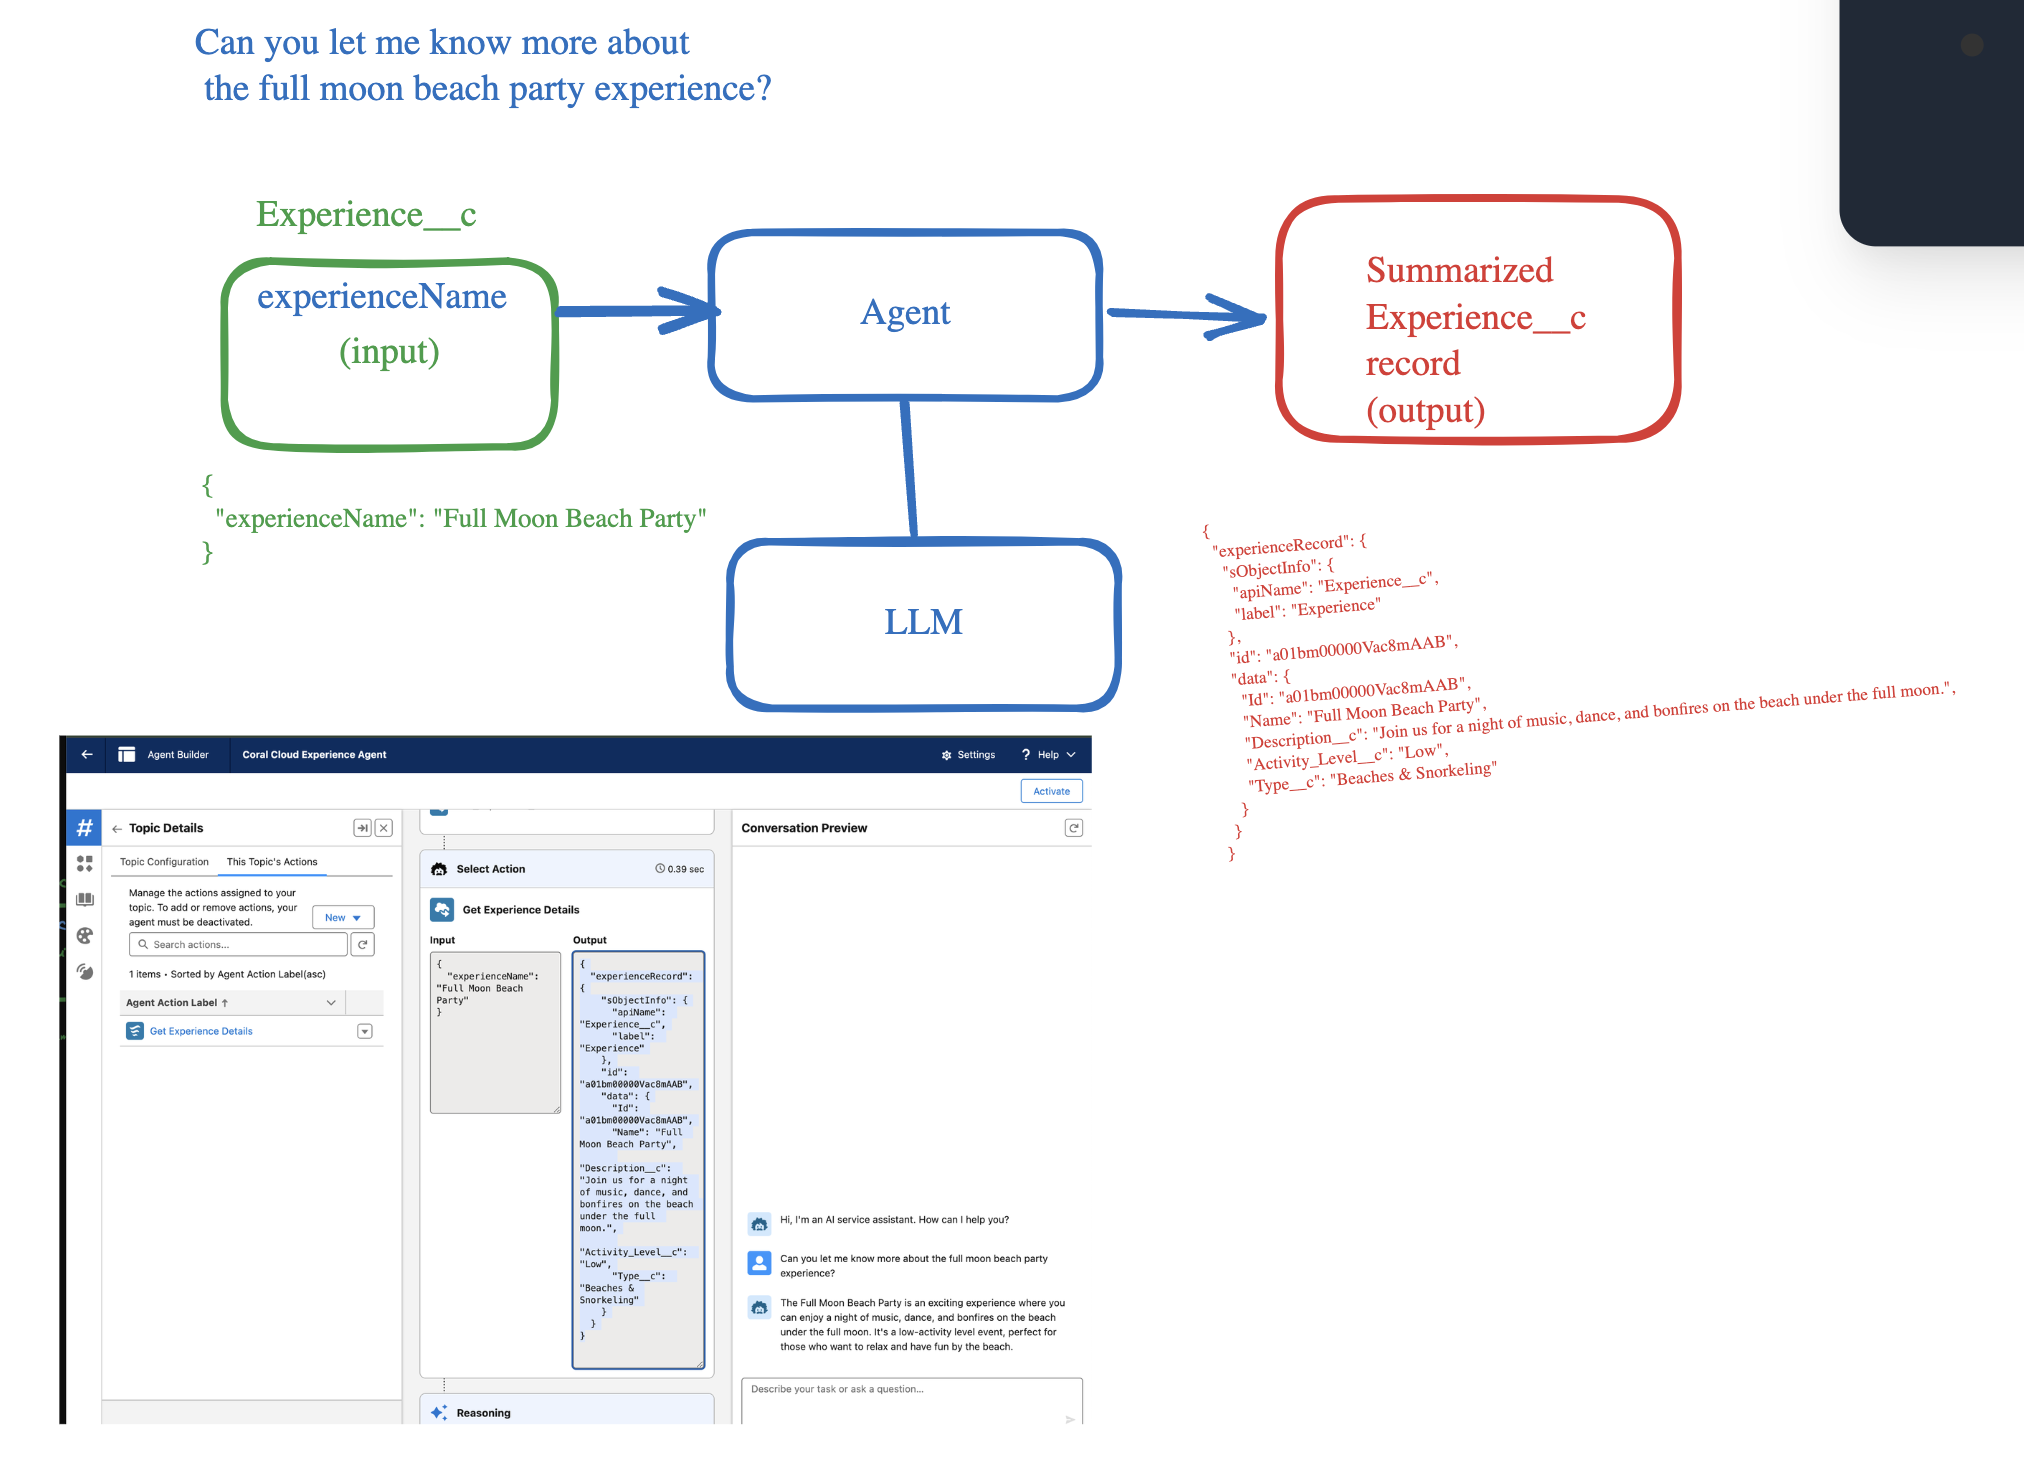 Can you let me know more about
the full moon beach party experience?
Experience__c
experienceName
(input)
Agent
Summarized
Experience__c
record
(output)
{
"experienceName": "Full Moon Beach Party"
}
LLM
{
"experienceRecord": {
"sObjectInfo": {
"apiName": "Experience__c",
"label": "Experience"
},
"id": "a01bm00000Vac8mAAB",
"data": {
"Id": "a01bm00000Vac8mAAB",
"Name": "Full Moon Beach Party",
"Description__c": "Join us for a night of music, dance, and bonfires on the beach under the full moon.",
"Activity_Level__c": "Low",
"Type__c": "Beaches & Snorkeling"
}
}
}
Agent Builder
Coral Cloud Experience Agent
Settings
? Help
Activate
#
Topic Details
Topic Configuration
This Topic's Actions
Manage the actions assigned to your
topic. To add or remove actions, your
agent must be deactivated.
New
Search actions...
1 items • Sorted by Agent Action Label(asc)
Agent Action Label ↑
Get Experience Details
Select Action
0.39 sec
Get Experience Details
Input
{
"experienceName":
"Full Moon Beach
Party"
}
Output
{
"experienceRecord":
{
"sObjectInfo": {
"apiName":
"Experience__c",
"label":
"Experience"
},
"id":
"a01bm00000Vac8mAAB",
"data": {
"Id":
"a01bm00000Vac8mAAB",
"Name": "Full
Moon Beach Party",
"Description__c":
"Join us for a night
of music, dance, and
bonfires on the beach
under the full
moon.",
"Activity_Level__c":
"Low",
"Type__c":
"Beaches &
Snorkeling"
}
}
}
Reasoning
Conversation Preview
Hi, I'm an AI service assistant. How can I help you?
Can you let me know more about the full moon beach party
experience?
The Full Moon Beach Party is an exciting experience where you
can enjoy a night of music, dance, and bonfires on the beach
under the full moon. It's a low-activity level event, perfect for
those who want to relax and have fun by the beach.
Describe your task or ask a question...